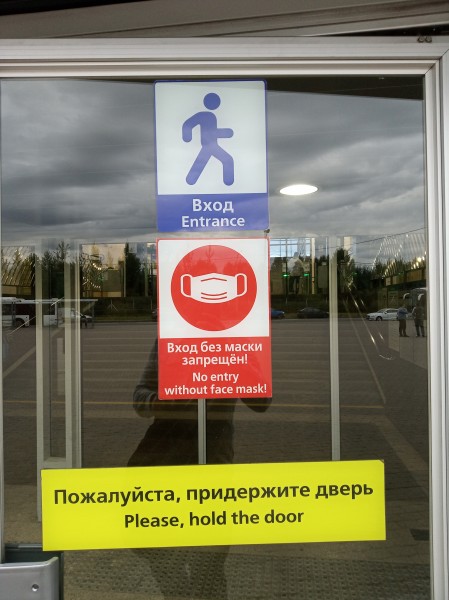 Вход
Entrance
Вход без маски
запрещён!
No entry
without face mask!
Пожалуйста, придержите дверь
Please, hold the door